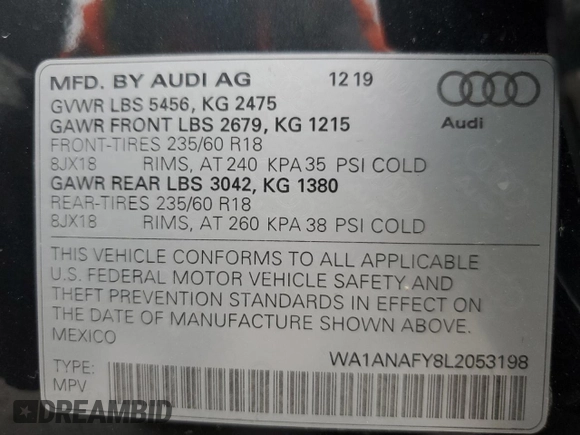 MFD. BY AUDI AG 12 19
GVWR LBS 5456, KG 2475
GAWR FRONT LBS 2679, KG 1215
FRONT-TIRES 235/60 R18
8JX18 RIMS, AT 240 KPA 35 PSI COLD
GAWR REAR LBS 3042, KG 1380
REAR-TIRES 235/60 R18
8JX18 RIMS, AT 260 KPA 38 PSI COLD
Audi
THIS VEHICLE CONFORMS TO ALL APPLICABLE
U.S. FEDERAL MOTOR VEHICLE SAFETY AND
THEFT PREVENTION STANDARDS IN EFFECT ON
THE DATE OF MANUFACTURE SHOWN ABOVE.
MEXICO
WA1ANAFY8L2053198
TYPE:
MPV
DREAMBID